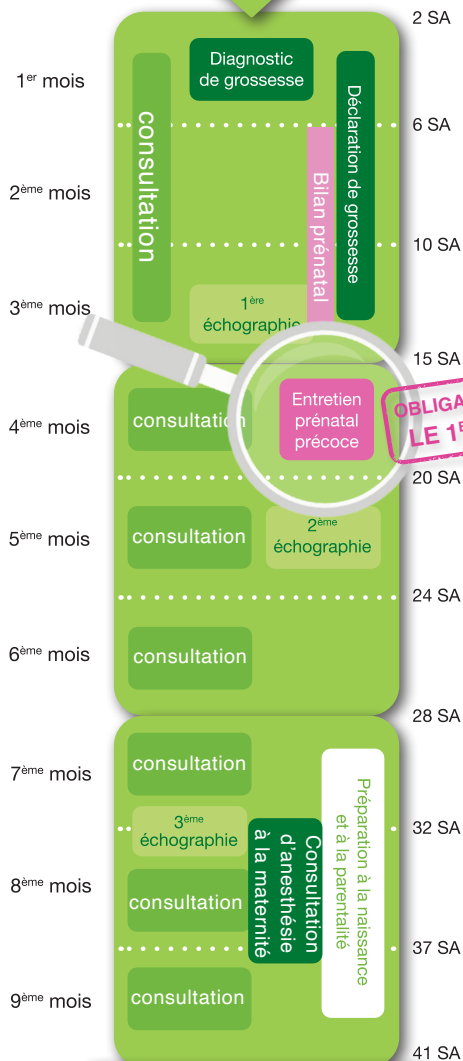 2 SA
Diagnostic
de grossesse
1er mois
consultation
Déclaration de grossesse
6 SA
Bilan prénatal
2ème mois
10 SA
3ème mois
1ère
échographie
15 SA
Entretien
prénatal
précoce
consultation
4ème mois
20 SA
2ème
échographie
consultation
5ème mois
24 SA
consultation
6ème mois
28 SA
consultation
7ème mois
Préparation à la naissance
et à la parentalité
3ème
échographie
32 SA
Consultation
d'anesthésie
à la maternité
consultation
8ème mois
37 SA
consultation
9ème mois
41 SA